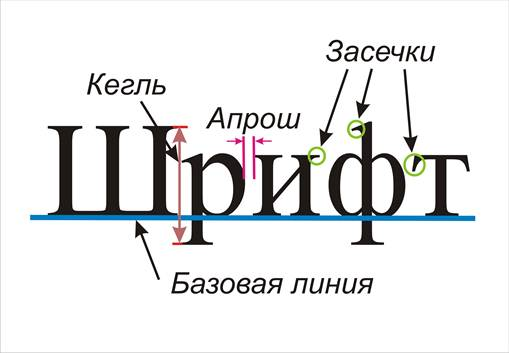 Засечки
Кегль
Апрош
Шрифт
Базовая линия